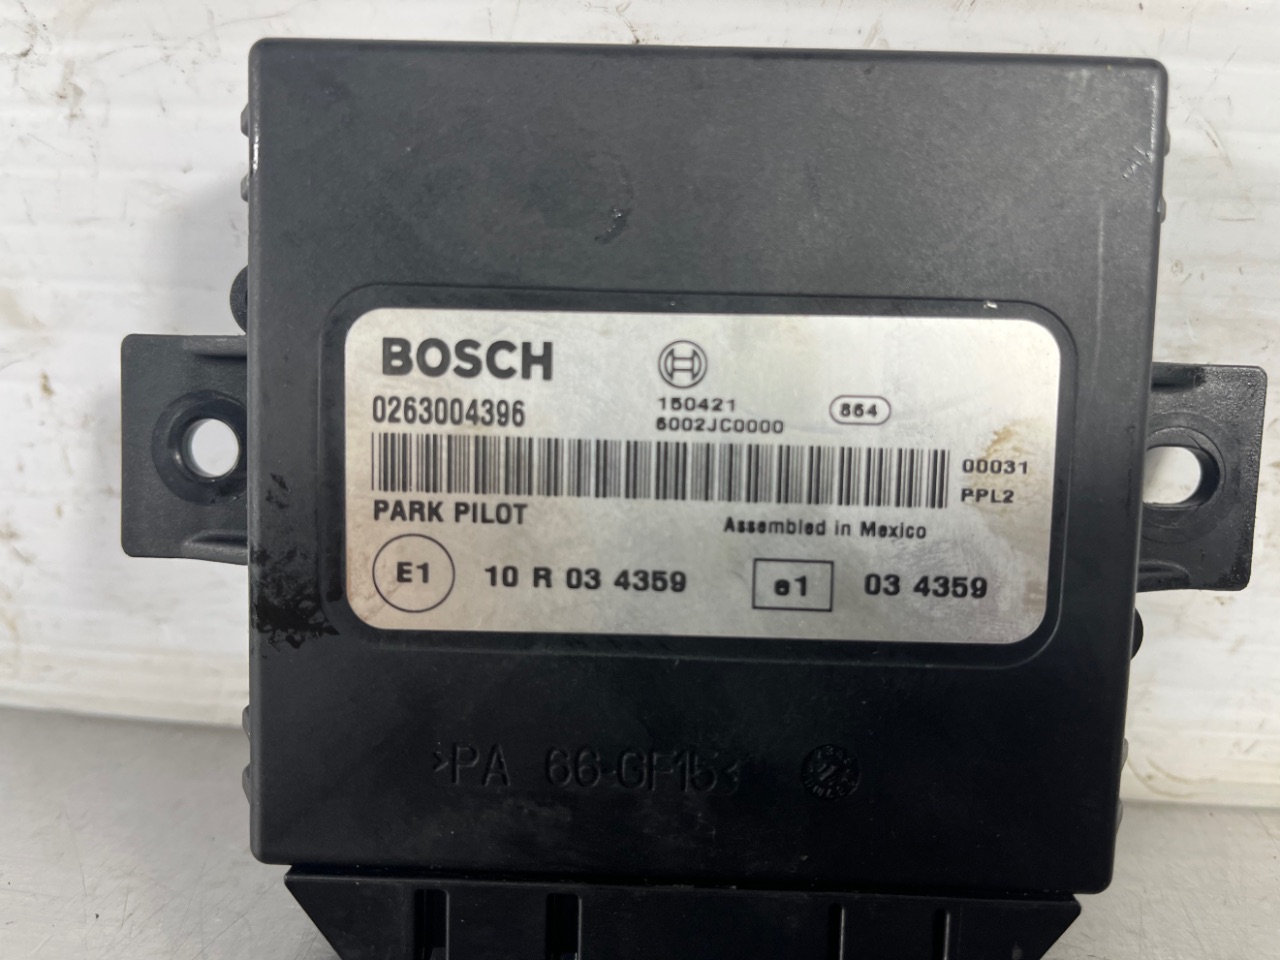 BOSCH
0263004396
150421
6002JC0000
864
00031
PPL2
PARK PILOT
Assembled in Mexico
E1
10 R 03 4359
e1
03 4359
>PA 66-GF15<